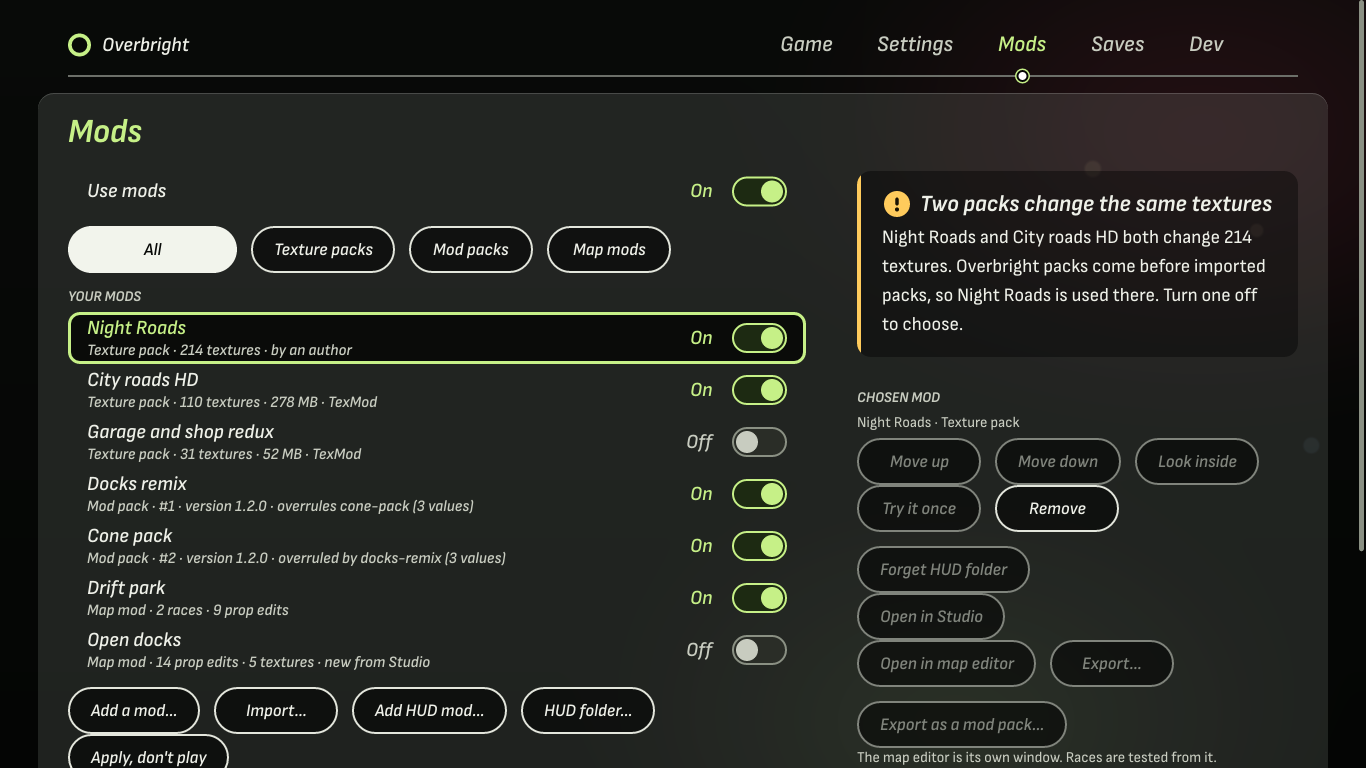 Overbright
Game
Settings
Mods
Saves
Dev
Mods
Use mods
On
All
Texture packs
Mod packs
Map mods
YOUR MODS
Night Roads
Texture pack · 214 textures · by an author
On
City roads HD
Texture pack · 110 textures · 278 MB · TexMod
On
Garage and shop redux
Texture pack · 31 textures · 52 MB · TexMod
Off
Docks remix
Mod pack · #1 · version 1.2.0 · overrules cone-pack (3 values)
On
Cone pack
Mod pack · #2 · version 1.2.0 · overruled by docks-remix (3 values)
On
Drift park
Map mod · 2 races · 9 prop edits
On
Open docks
Map mod · 14 prop edits · 5 textures · new from Studio
Off
Add a mod...
Import...
Add HUD mod...
HUD folder...
Apply, don't play
Two packs change the same textures
Night Roads and City roads HD both change 214
textures. Overbright packs come before imported
packs, so Night Roads is used there. Turn one off
to choose.
CHOSEN MOD
Night Roads · Texture pack
Move up
Move down
Look inside
Try it once
Remove
Forget HUD folder
Open in Studio
Open in map editor
Export...
Export as a mod pack...
The map editor is its own window. Races are tested from it.